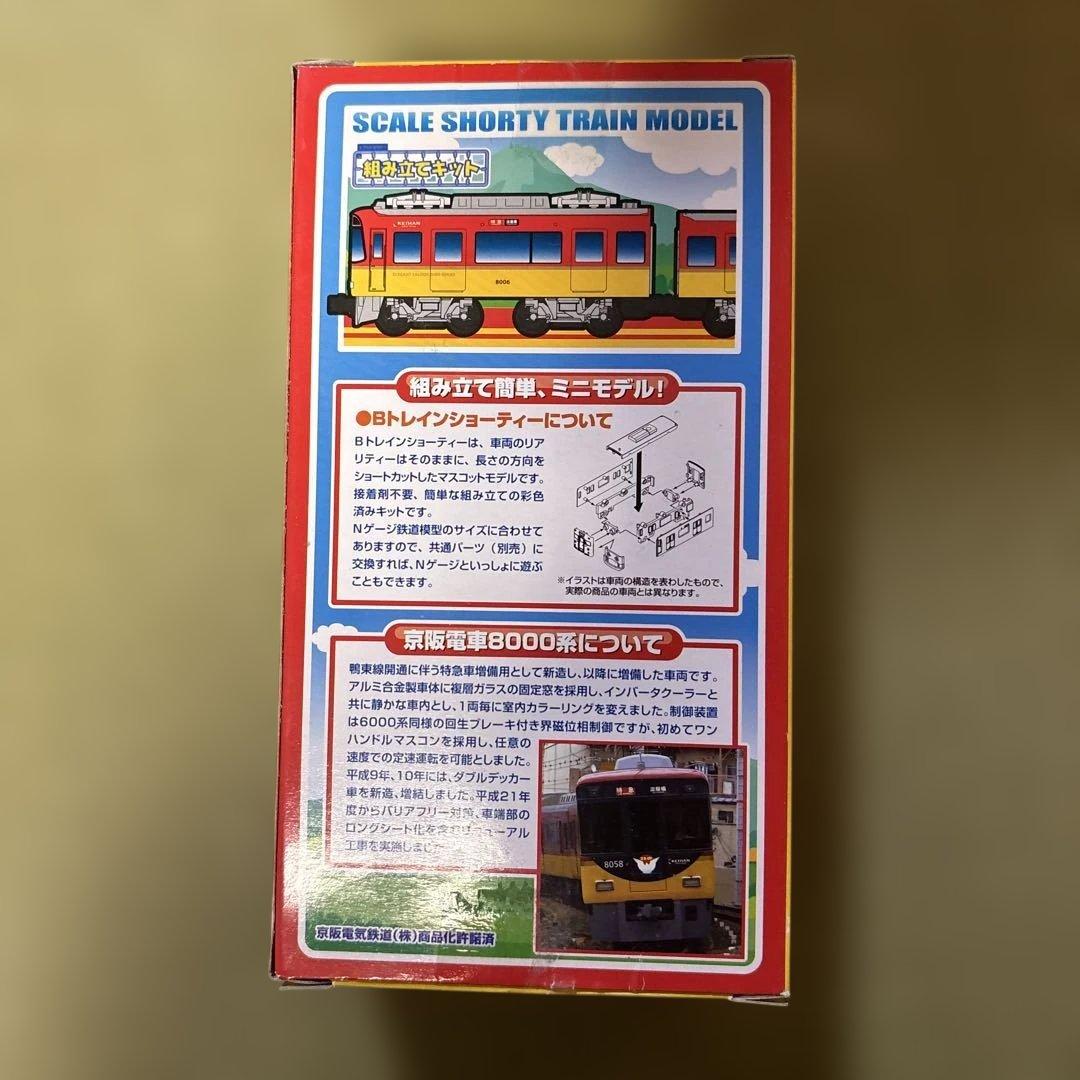 SCALE SHORTY TRAIN MODEL
組み立てキット
KEIHAN
特急
ELEGANT SALOON 8000 SERIES
8006
組み立て簡単、ミニモデル!
●Bトレインショーティーについて
Bトレインショーティーは、車両のリア
リティーはそのままに、長さの方向を
ショートカットしたマスコットモデルです。
接着剤不要、簡単な組み立ての彩色
済みキットです。
Nゲージ鉄道模型のサイズに合わせて
ありますので、共通パーツ(別売)に
交換すれば、Nゲージといっしょに遊ぶ
こともできます。
※イラストは車両の構造を表わしたもので、
実際の商品の車両とは異なります。
京阪電車8000系について
鴨東線開通に伴う特急車増備用として新造し、以降に増備した車両です。
アルミ合金製車体に複層ガラスの固定窓を採用し、インバータクーラーと
共に静かな車内とし、1両毎に室内カラーリングを変えました。制御装置
は6000系同様の回生ブレーキ付き界磁位相制御ですが、初めてワン
ハンドルマスコンを採用し、任意の
速度での定速運転を可能としました。
平成9年、10年には、ダブルデッカー
車を新造、増結しました。平成21年
度からバリアフリー対策、車端部の
ロングシート化を含むリニューアル
工事を実施しました
特急 出町柳
8058
KEIHAN
京阪電気鉄道(株)商品化許諾済